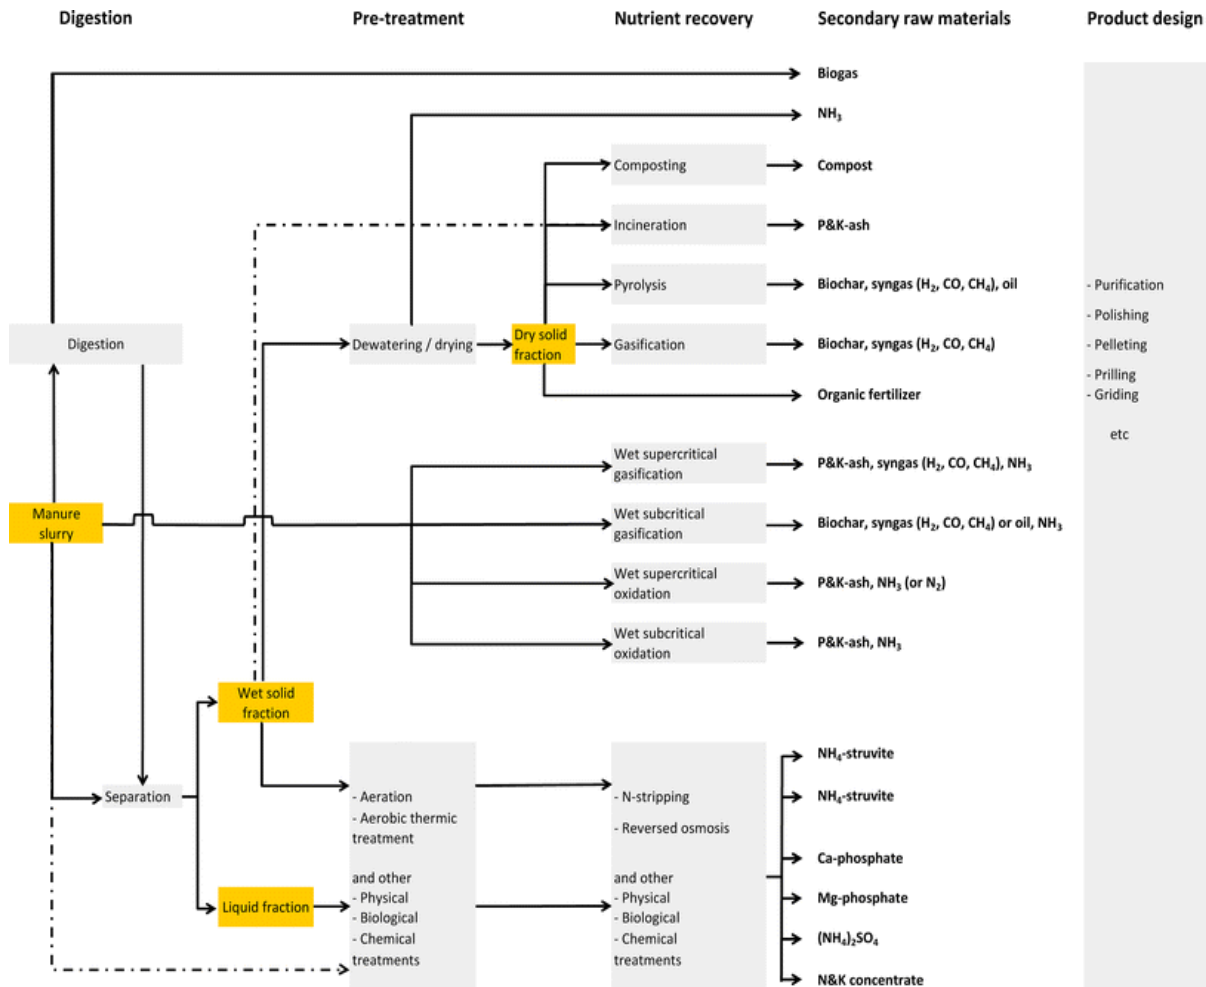 Digestion
Pre-treatment
Nutrient recovery
Secondary raw materials
Product design
Biogas
NH₃
Composting
Compost
Incineration
P&K-ash
Pyrolysis
Biochar, syngas (H₂, CO, CH₄), oil
- Purification
- Polishing
Digestion
Dewatering / drying
Dry solid
fraction
Gasification
Biochar, syngas (H₂, CO, CH₄)
- Pelleting
- Prilling
Organic fertilizer
- Griding
etc
Wet supercritical
gasification
P&K-ash, syngas (H₂, CO, CH₄), NH₃
Manure
slurry
Wet subcritical
gasification
Biochar, syngas (H₂, CO, CH₄) or oil, NH₃
Wet supercritical
oxidation
P&K-ash, NH₃ (or N₂)
Wet subcritical
oxidation
P&K-ash, NH₃
Wet solid
fraction
Separation
- Aeration
- Aerobic thermic
treatment
and other
- Physical
- Biological
- Chemical
treatments
Liquid fraction
- N-stripping
- Reversed osmosis
and other
- Physical
- Biological
- Chemical
treatments
NH₄-struvite
NH₄-struvite
Ca-phosphate
Mg-phosphate
(NH₄)₂SO₄
N&K concentrate